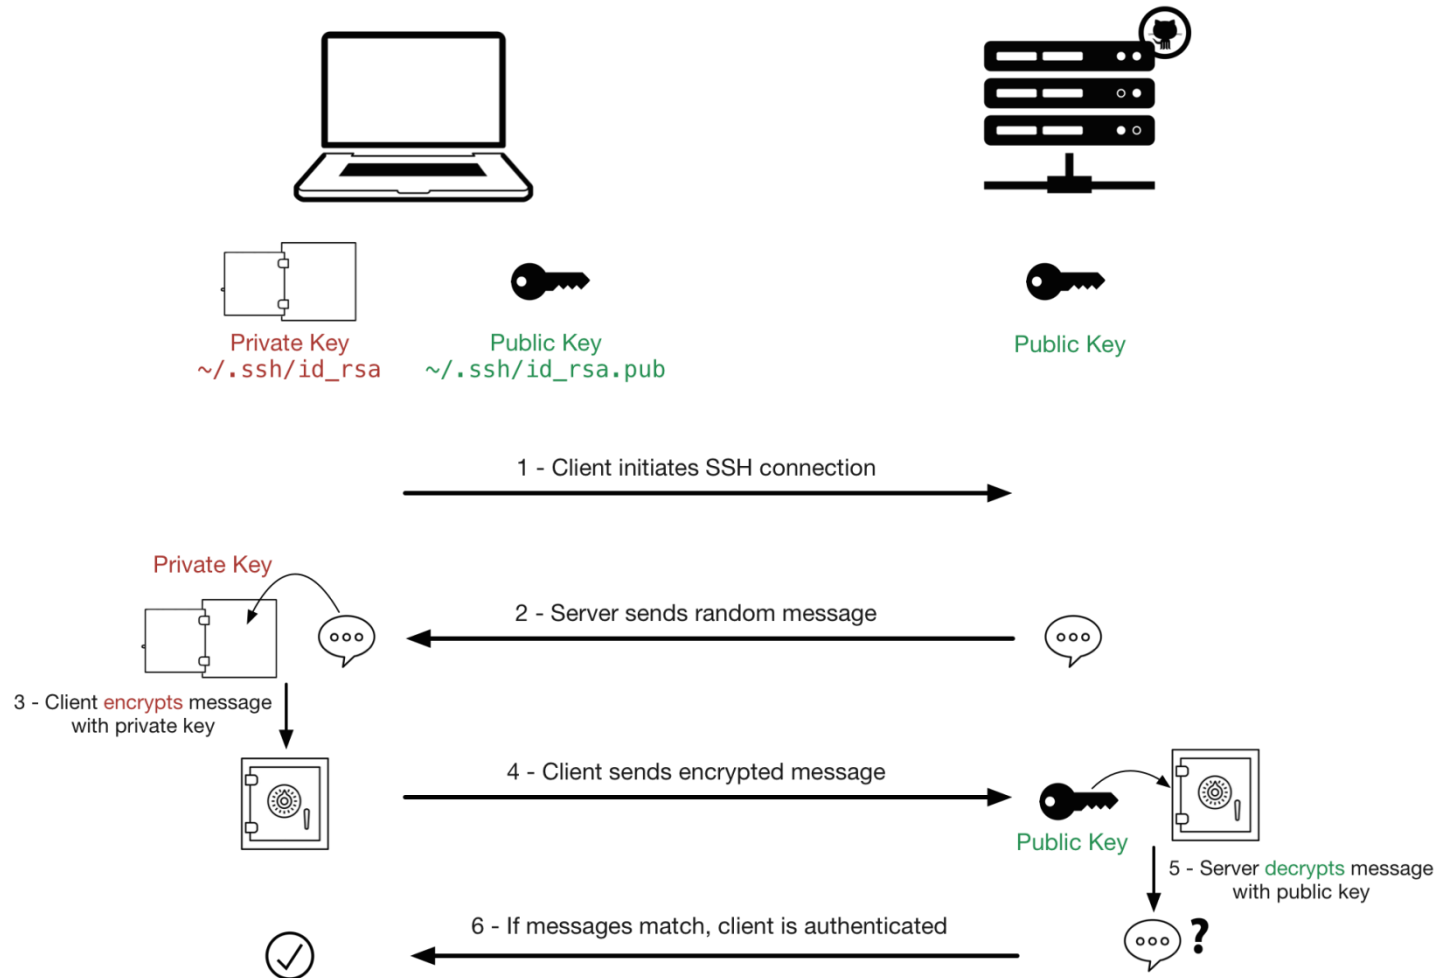 Private Key
~/.ssh/id_rsa
Public Key
~/.ssh/id_rsa.pub
Public Key
1 - Client initiates SSH connection
Private Key
2 - Server sends random message
3 - Client encrypts message
with private key
4 - Client sends encrypted message
Public Key
5 - Server decrypts message
with public key
?
6 - If messages match, client is authenticated